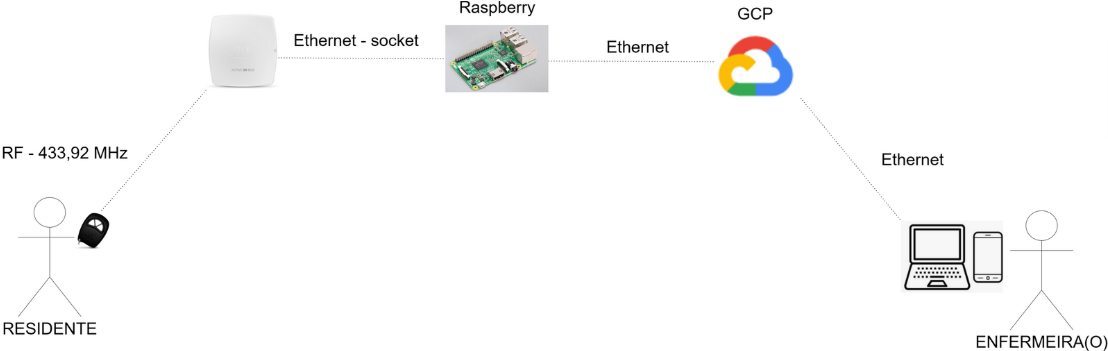 Raspberry
GCP
Ethernet - socket
Ethernet
RF - 433,92 MHz
Ethernet
RESIDENTE
ENFERMEIRA(O)